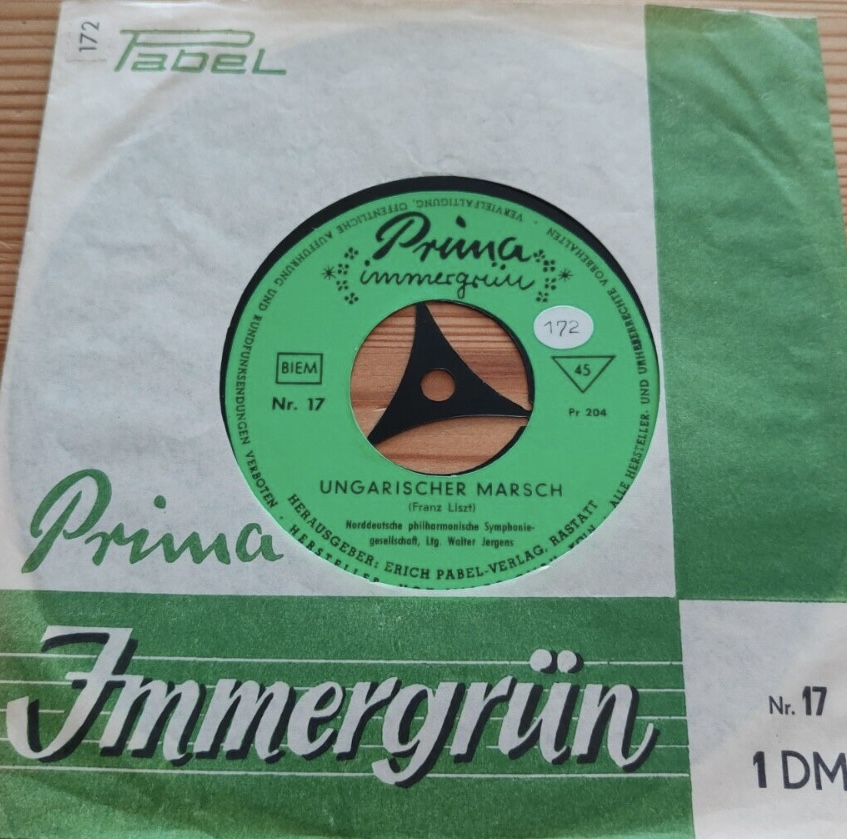 172
Pabel
Prima
immergrün
172
BIEM
45
Nr. 17
Pr 204
UNGARISCHER MARSCH
(Franz Liszt)
Norddeutsche philharmonische Symphonie-
gesellschaft, Ltg. Walter Jergens
HERAUSGEBER: ERICH PABEL-VERLAG, RASTATT
ALLE HERSTELLER- UND URHEBERRECHTE VORBEHALTEN - VERVIELFÄLTIGUNG, ÖFFENTLICHE AUFFÜHRUNG UND RUNDFUNKSENDUNGEN VERBOTEN -
Prima
Immergrün
Nr. 17
1 DM